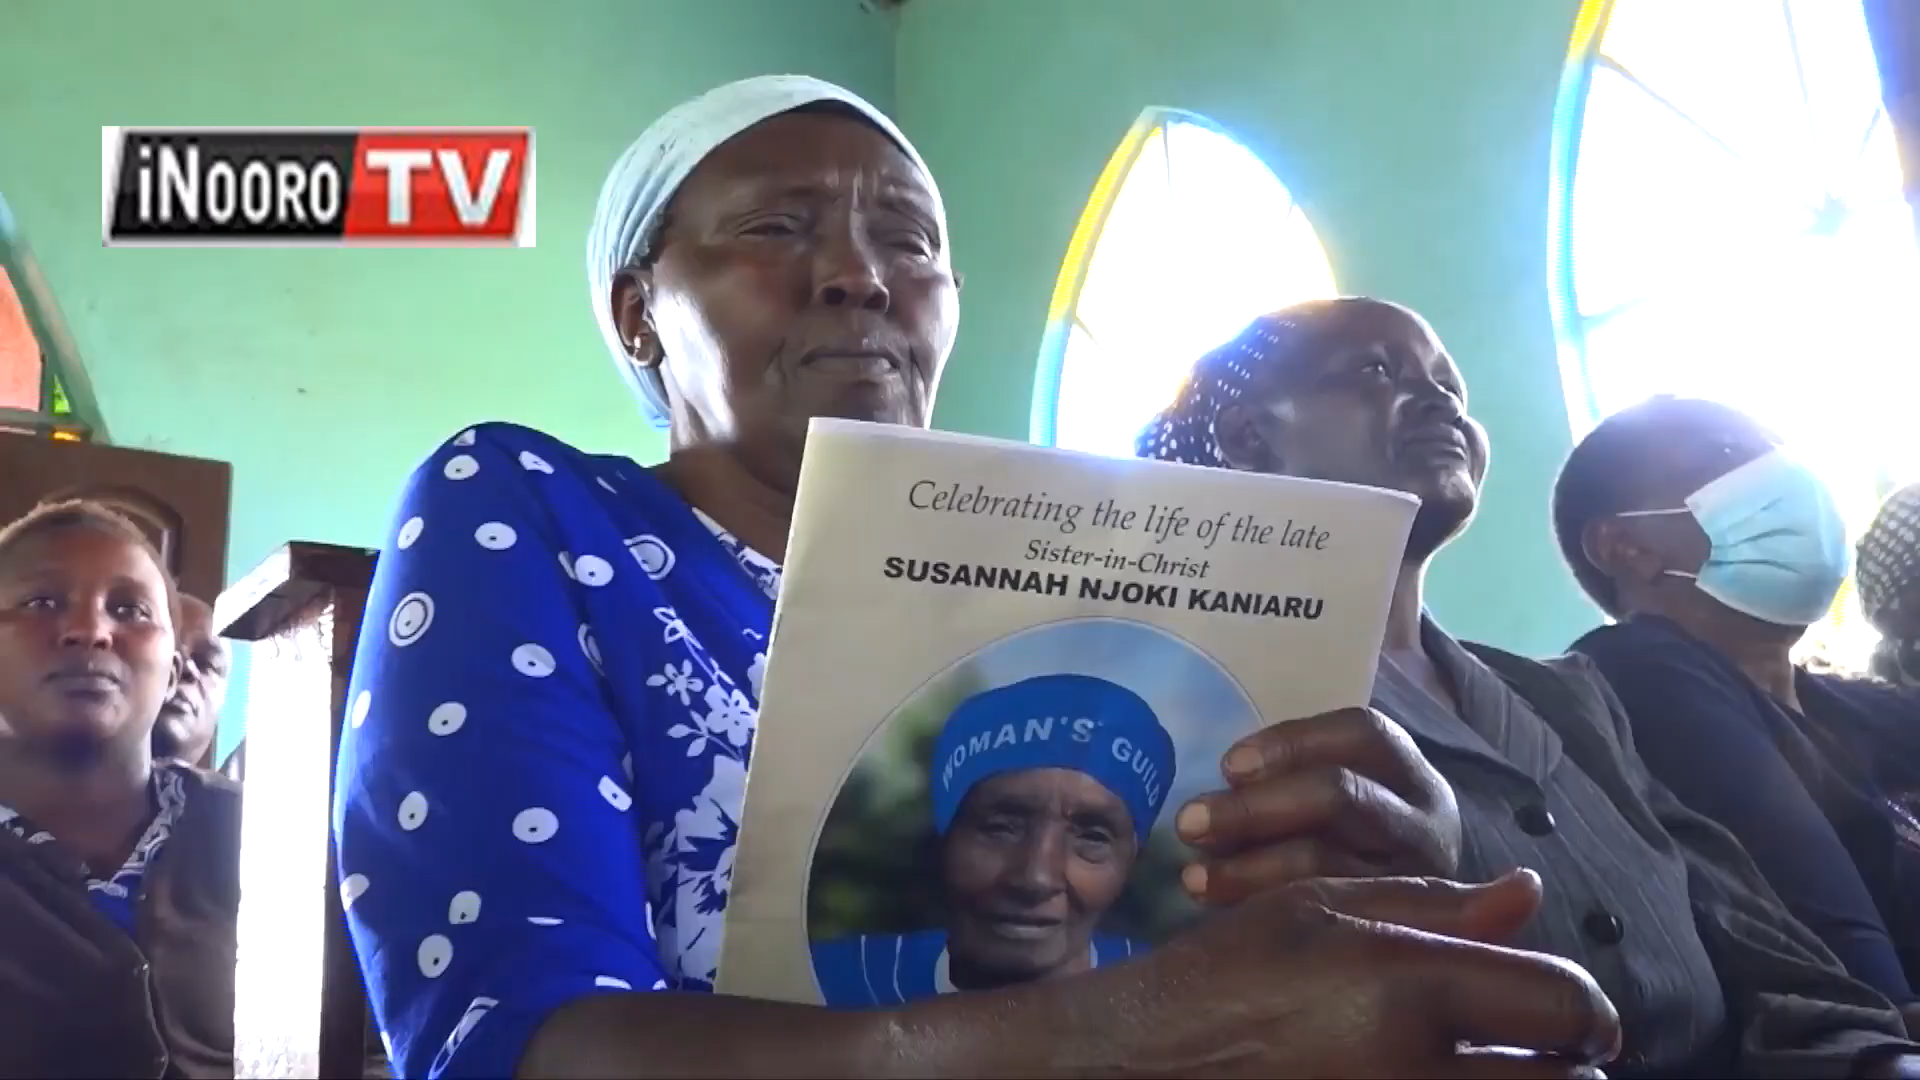 iNOORO TV
Celebrating the life of the late
Sister-in-Christ
SUSANNAH NJOKI KANIARU
WOMAN'S GUILD